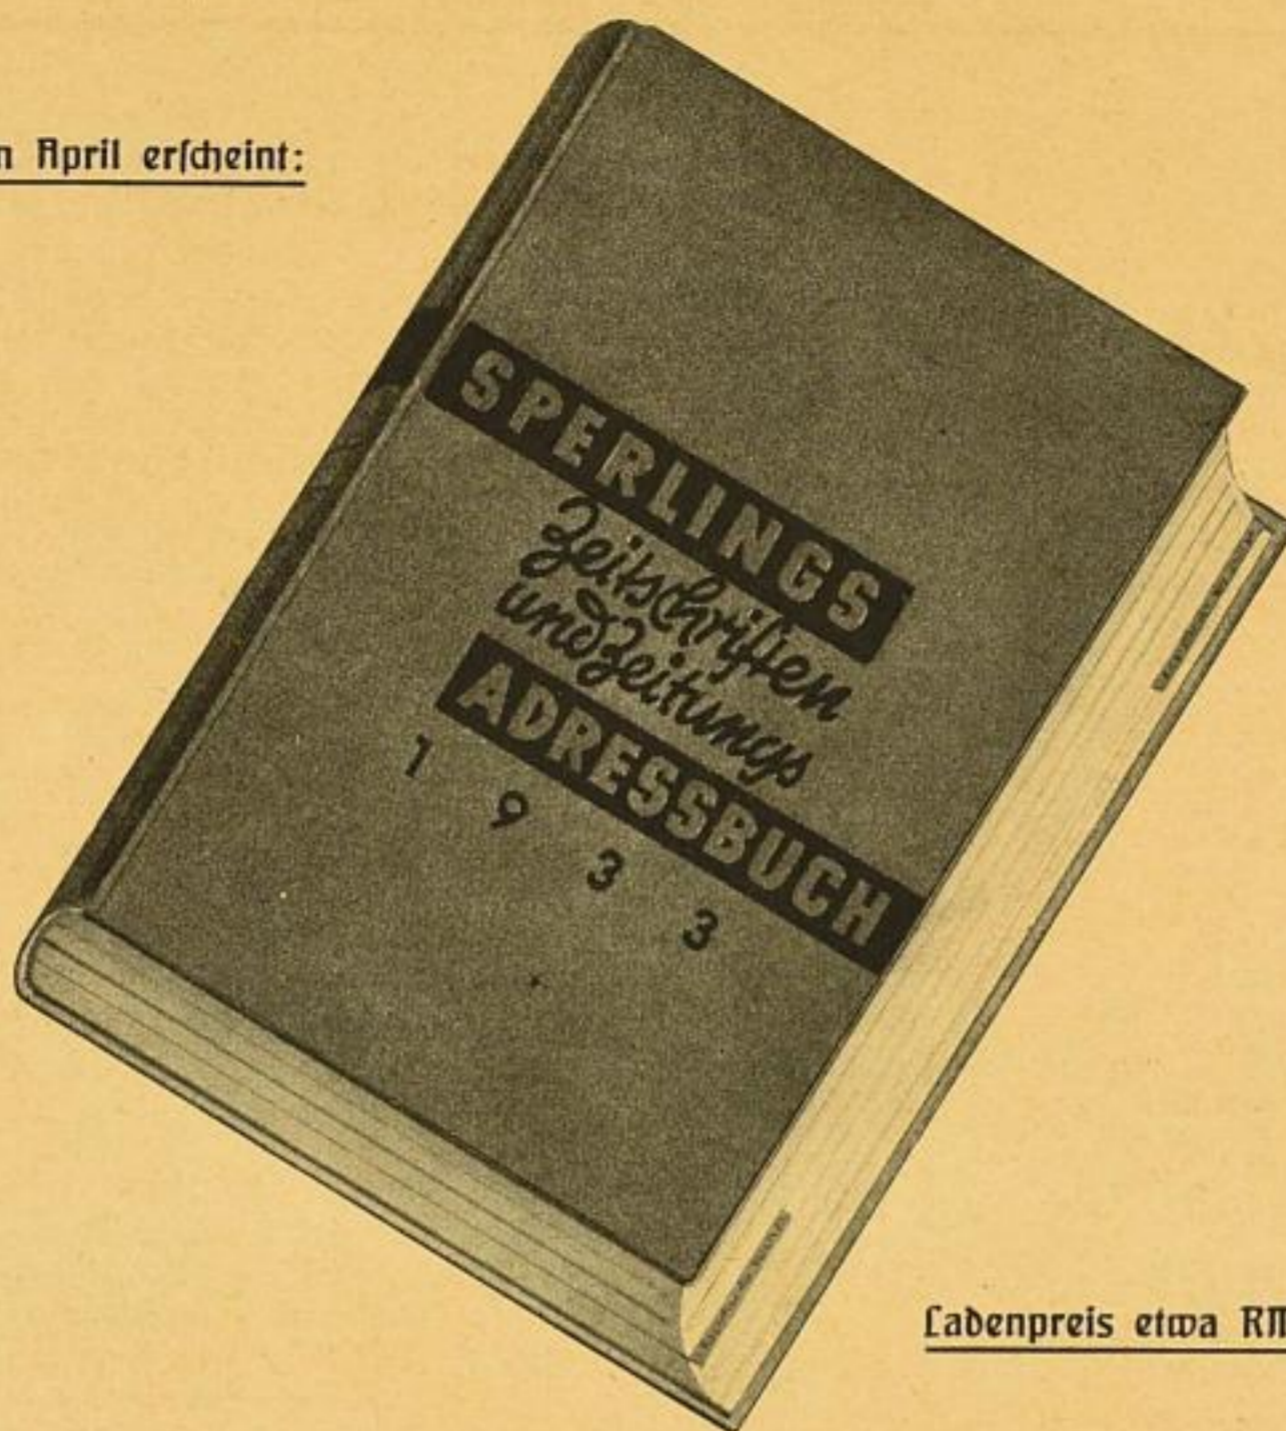 April erſcheint:
SPERLINGS
Zeitschriften
und Zeitungs
ADRESSBUCH
1933
Ladenpreis etwa